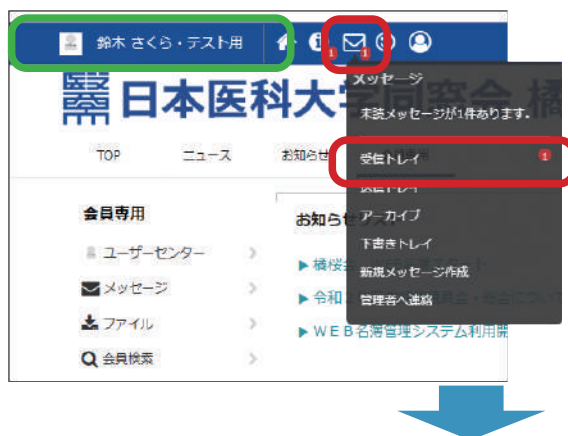 鈴木 さくら・テスト用
1
1
日本医科大学同窓会 橘
メッセージ
未読メッセージが1件あります。
TOP
ニュース
お知らせ
受信トレイ
1
送信トレイ
アーカイブ
下書きトレイ
新規メッセージ作成
管理者へ連絡
会員専用
ユーザーセンター
メッセージ
ファイル
会員検索
お知らせ
▶ 橘桜会
▶ 令和
▶ WEB名簿管理システム利用開